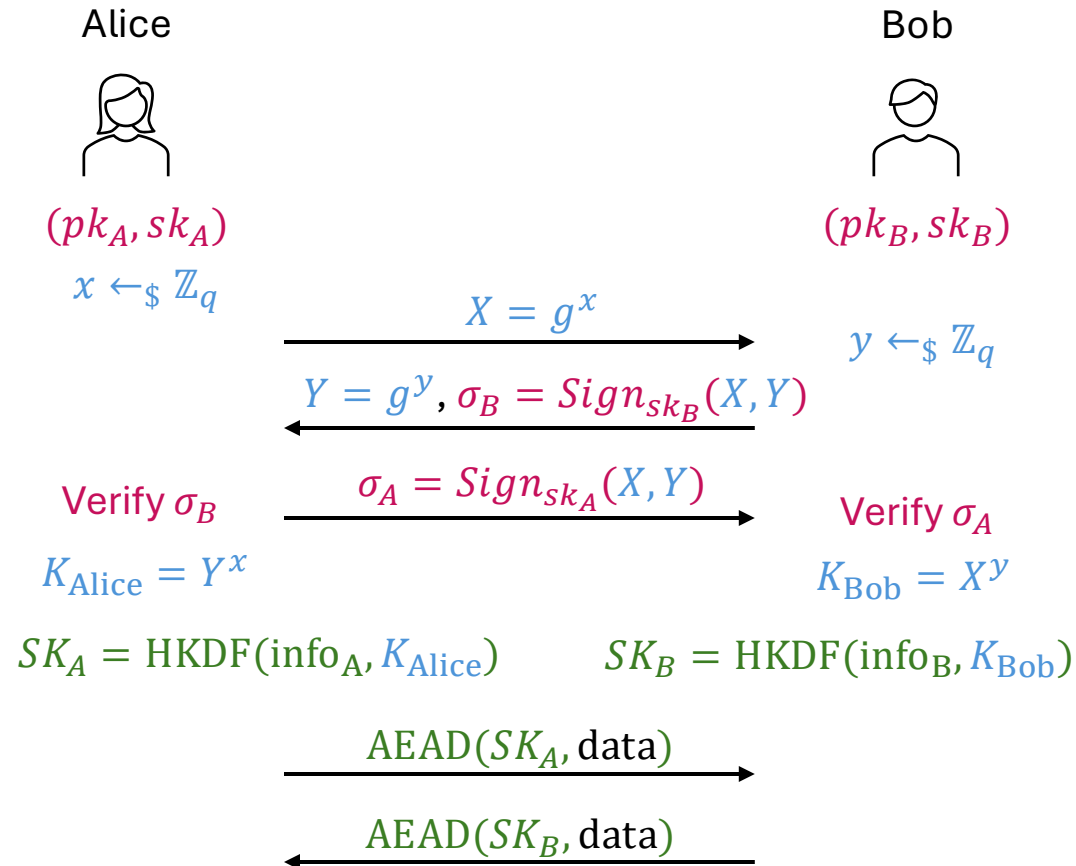 Alice Bob
(pk_A, sk_A) (pk_B, sk_B)
x ←_$ ℤ_q
X = g^x
y ←_$ ℤ_q
Y = g^y, σ_B = Sign_{sk_B}(X, Y)
σ_A = Sign_{sk_A}(X, Y)
Verify σ_B Verify σ_A
K_Alice = Y^x K_Bob = X^y
SK_A = HKDF(info_A, K_Alice) SK_B = HKDF(info_B, K_Bob)
AEAD(SK_A, data)
AEAD(SK_B, data)